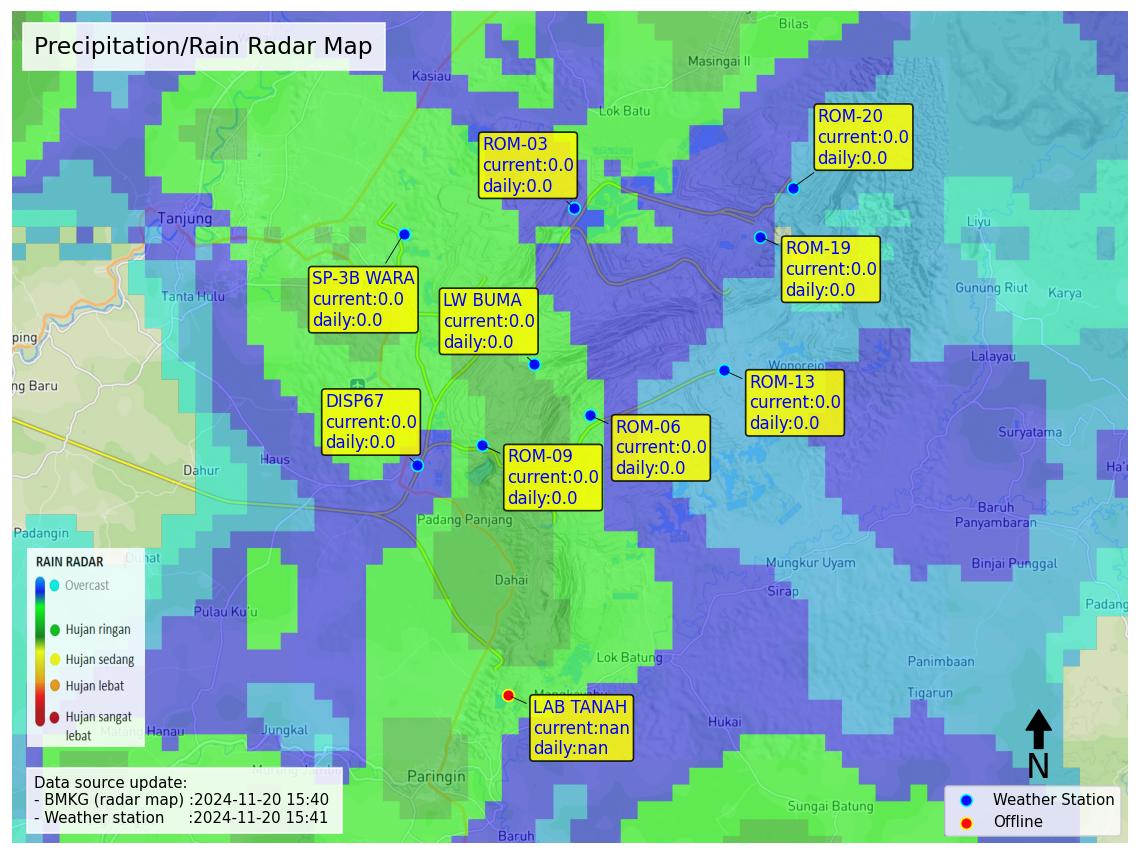 Precipitation/Rain Radar Map
Bilas
Masingai II
Kasiau
Lok Batu
ROM-20
current:0.0
daily:0.0
ROM-03
current:0.0
daily:0.0
Tanjung
Liyu
ROM-19
current:0.0
daily:0.0
SP-3B WARA
current:0.0
daily:0.0
LW BUMA
current:0.0
daily:0.0
Tanta Hulu
Gunung Riut
Karya
ping
Lalayau
Wonorejo
ng Baru
ROM-13
current:0.0
daily:0.0
DISP67
current:0.0
daily:0.0
ROM-06
current:0.0
daily:0.0
Suryatama
ROM-09
current:0.0
daily:0.0
Haus
Dahur
Ha'u
Baruh
Panyambaran
Padang Panjang
Padangin
Mungkur Uyam
Binjai Punggal
RAIN RADAR
Overcast
Hujan ringan
Hujan sedang
Hujan lebat
Hujan sangat
lebat
Dahai
Sirap
Padang
Pulau Ku'u
Lok Batung
Panimbaan
Tigarun
LAB TANAH
current:nan
daily:nan
Hukai
Jungkal
Paringin
Sungai Batung
Baruh
Data source update:
- BMKG (radar map) :2024-11-20 15:40
- Weather station :2024-11-20 15:41
N
Weather Station
Offline